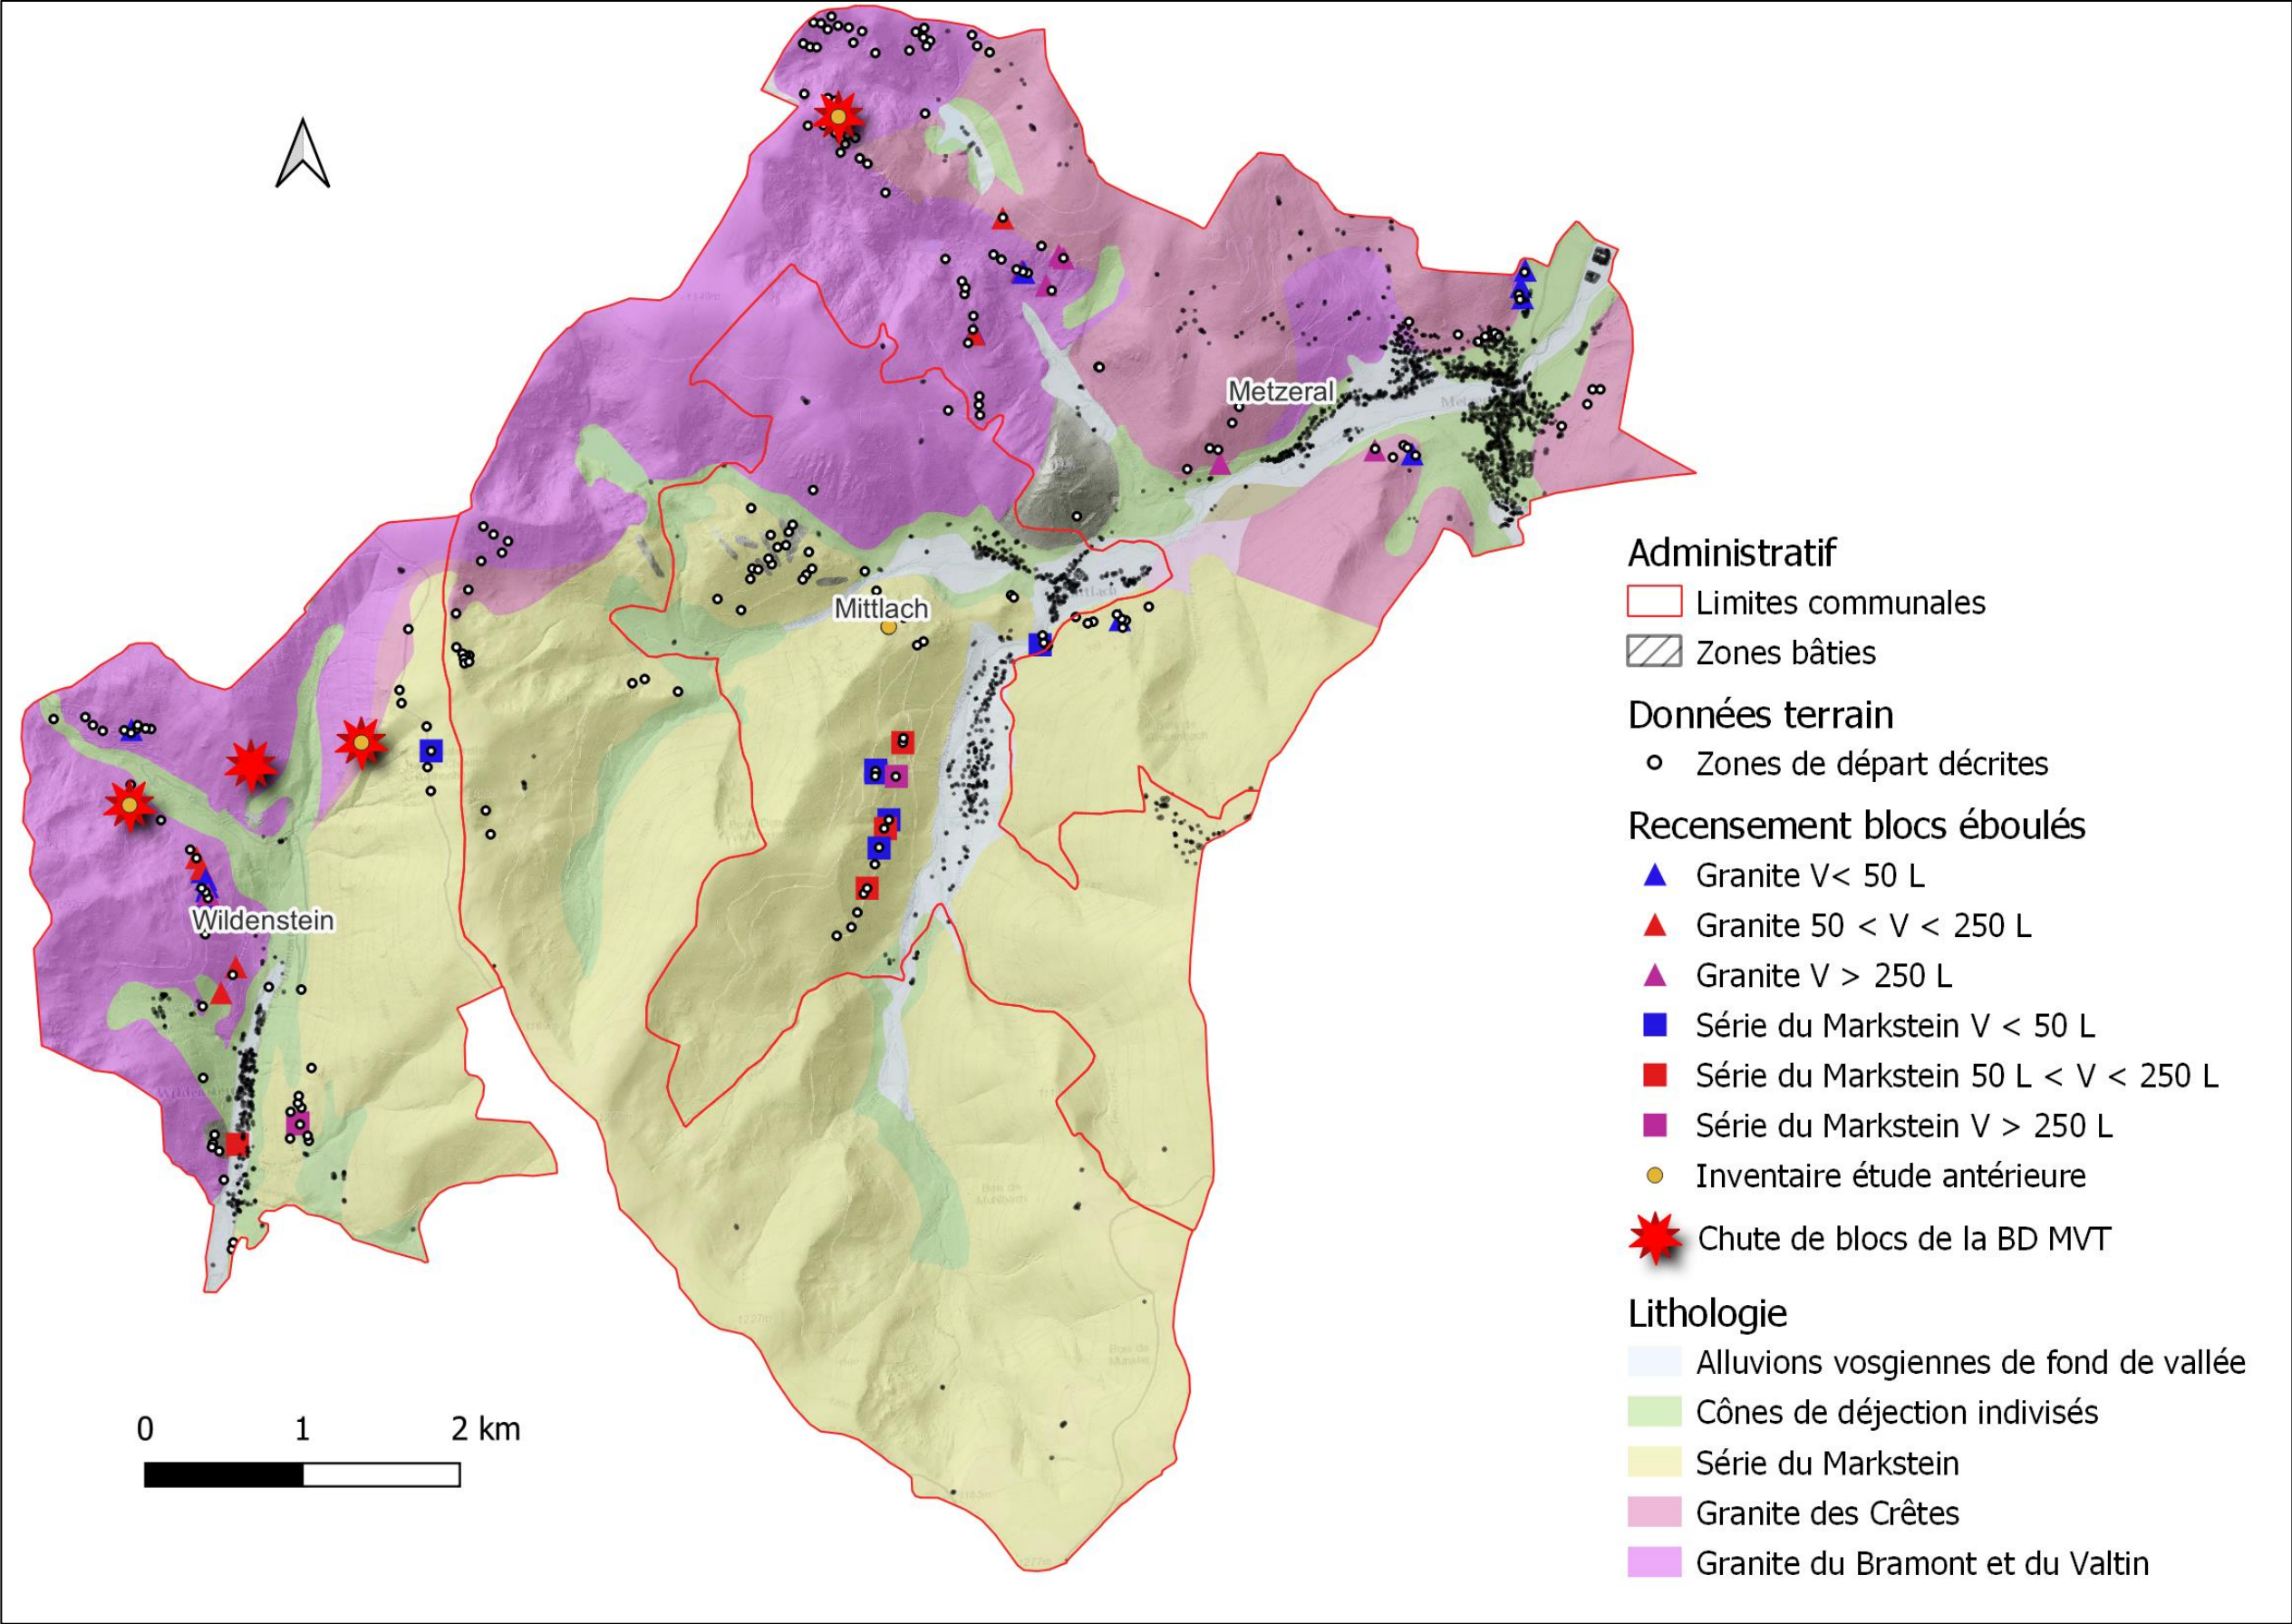 Metzeral
Mittlach
Wildenstein
0 1 2 km
Administratif
Limites communales
Zones bâties
Données terrain
Zones de départ décrites
Recensement blocs éboulés
Granite V< 50 L
Granite 50 < V < 250 L
Granite V > 250 L
Série du Markstein V < 50 L
Série du Markstein 50 L < V < 250 L
Série du Markstein V > 250 L
Inventaire étude antérieure
Chute de blocs de la BD MVT
Lithologie
Alluvions vosgiennes de fond de vallée
Cônes de déjection indivisés
Série du Markstein
Granite des Crêtes
Granite du Bramont et du Valtin